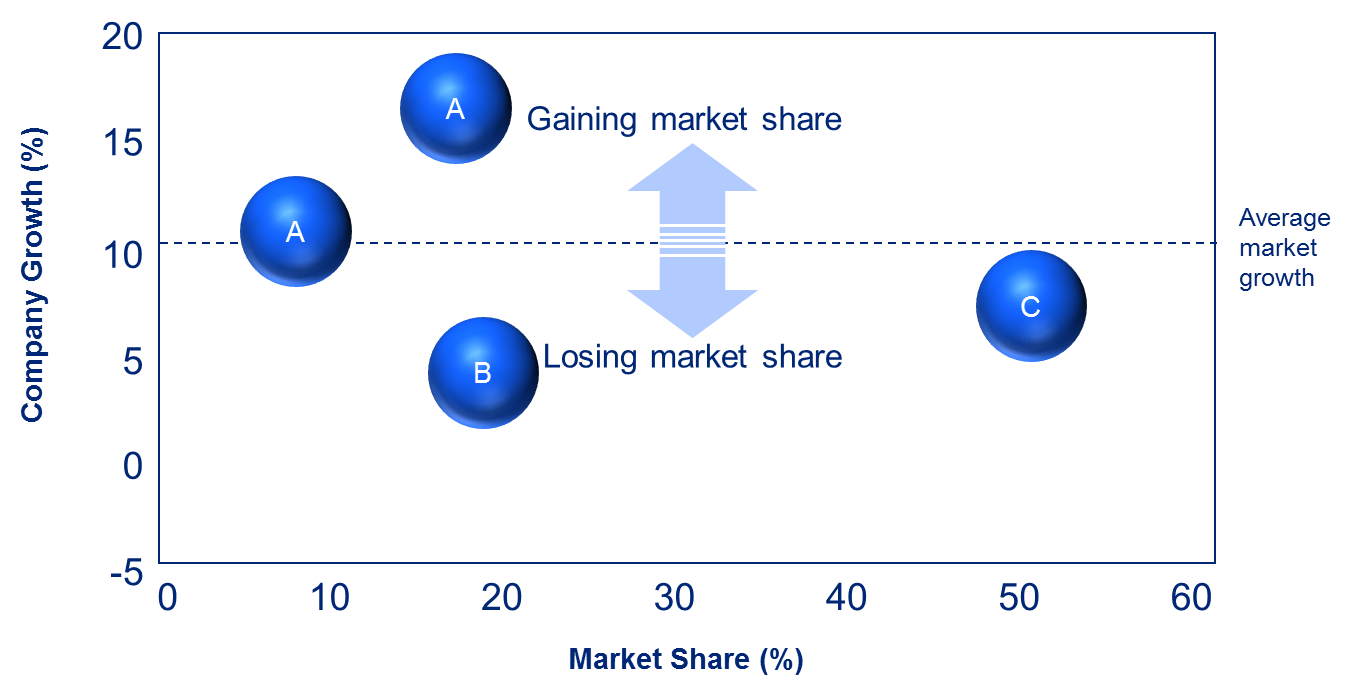 20
A
Gaining market share
15
A
Average
market
growth
10
C
5
Losing market share
B
0
-5
0 10 20 30 40 50 60
Company Growth (%)
Market Share (%)